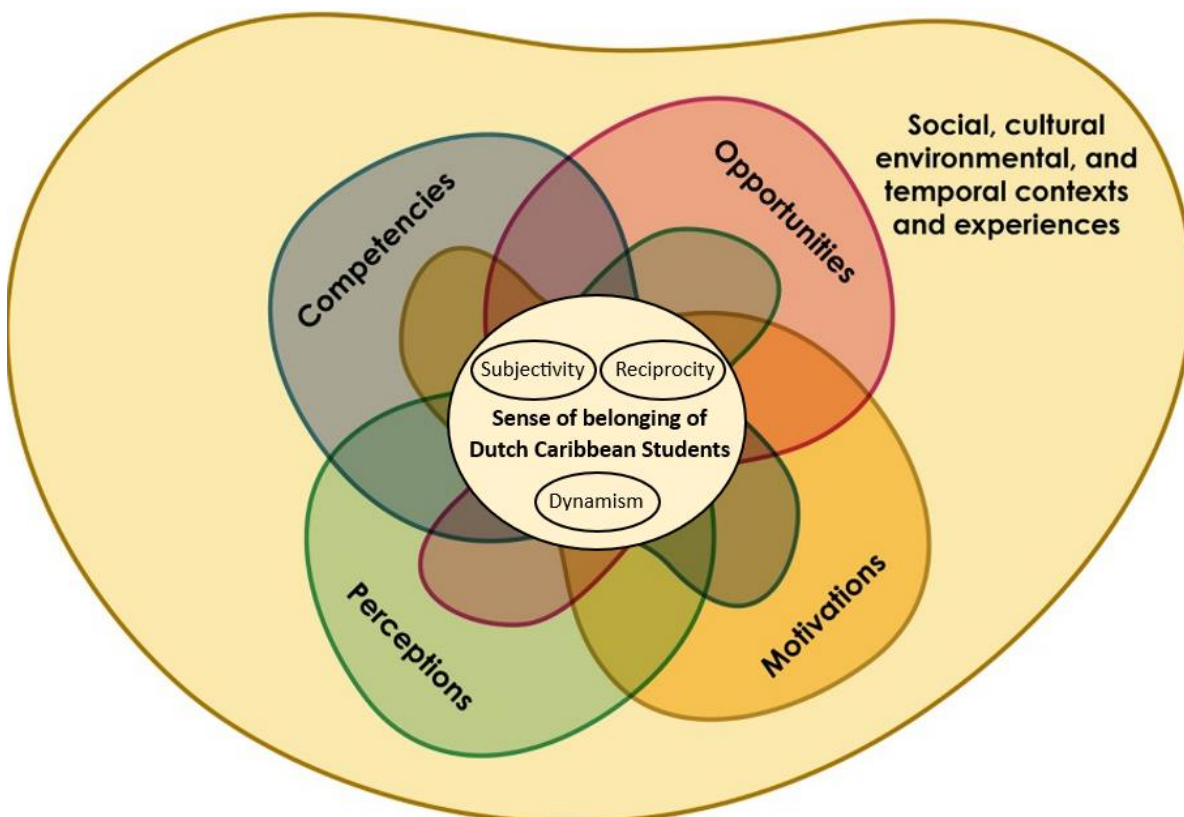 Social, cultural
environmental, and
temporal contexts
and experiences
Competencies
Opportunities
Subjectivity
Reciprocity
Sense of belonging of
Dutch Caribbean Students
Dynamism
Perceptions
Motivations